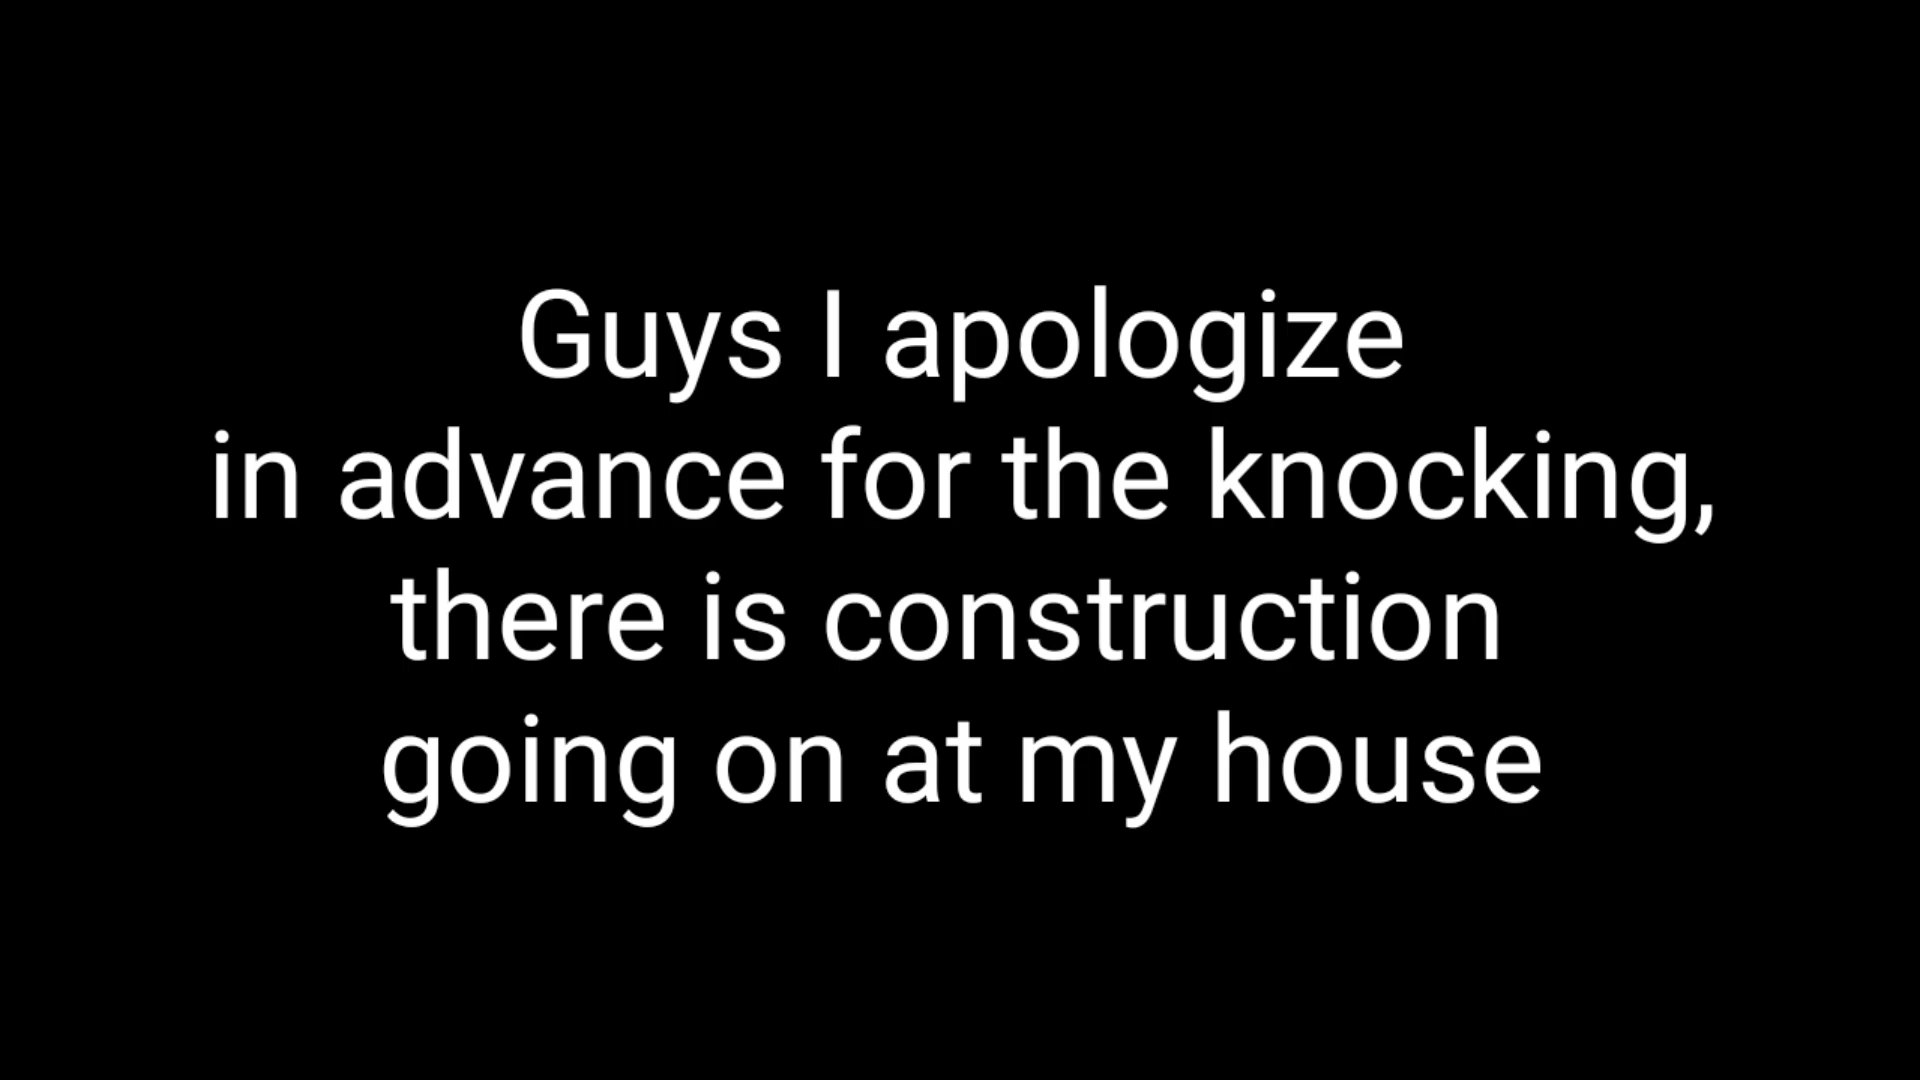 Guys I apologize
in advance for the knocking,
there is construction
going on at my house